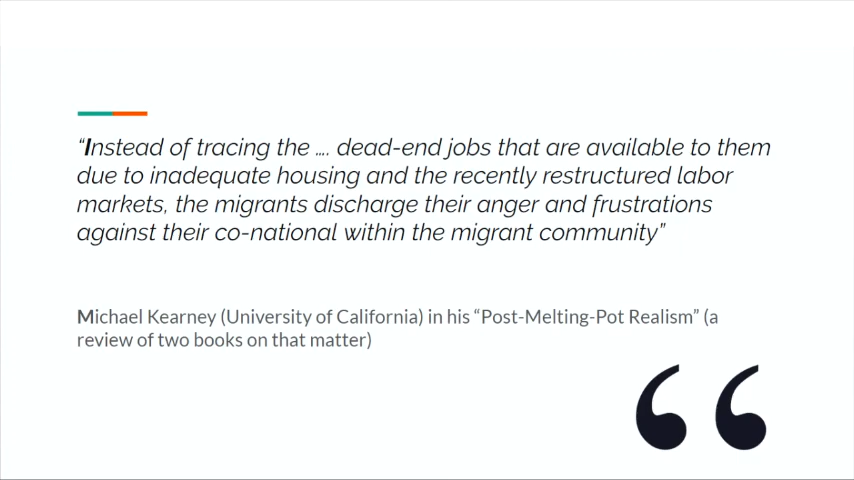 “Instead of tracing the .... dead-end jobs that are available to them
due to inadequate housing and the recently restructured labor
markets, the migrants discharge their anger and frustrations
against their co-national within the migrant community”
Michael Kearney (University of California) in his “Post-Melting-Pot Realism” (a
review of two books on that matter)
“